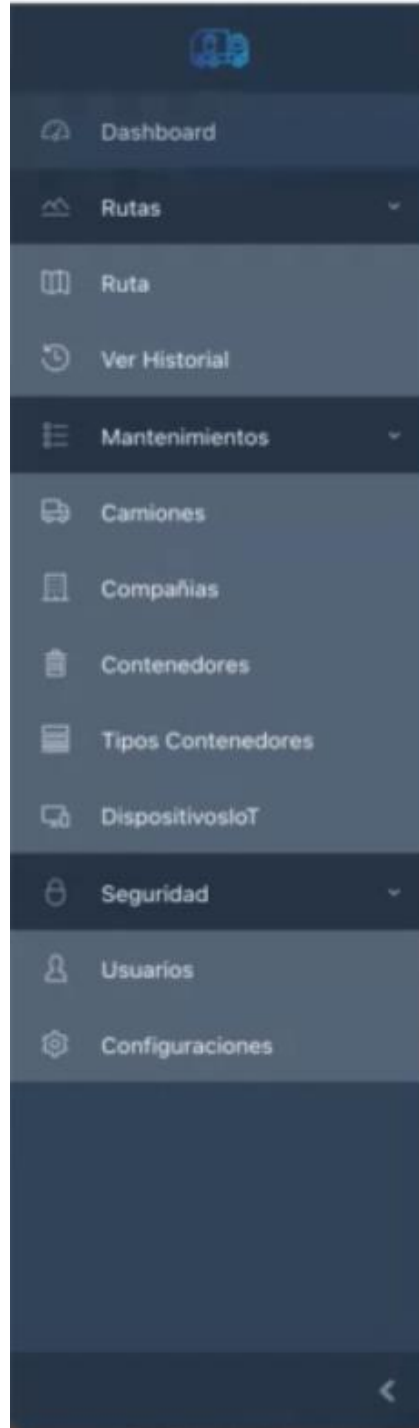 Dashboard
Rutas
Ruta
Ver Historial
Mantenimientos
Camiones
Compañias
Contenedores
Tipos Contenedores
DispositivosIoT
Seguridad
Usuarios
Configuraciones